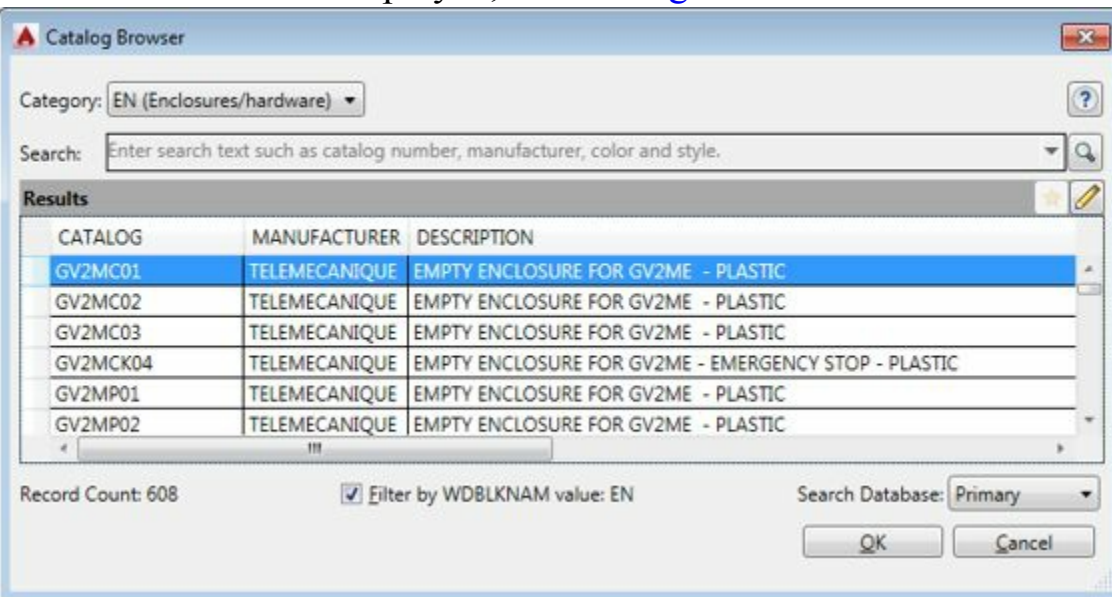 Catalog Browser
Category: EN (Enclosures/hardware)
Search: Enter search text such as catalog number, manufacturer, color and style.
Results
CATALOG MANUFACTURER DESCRIPTION
GV2MC01 TELEMECANIQUE EMPTY ENCLOSURE FOR GV2ME - PLASTIC
GV2MC02 TELEMECANIQUE EMPTY ENCLOSURE FOR GV2ME - PLASTIC
GV2MC03 TELEMECANIQUE EMPTY ENCLOSURE FOR GV2ME - PLASTIC
GV2MCK04 TELEMECANIQUE EMPTY ENCLOSURE FOR GV2ME - EMERGENCY STOP - PLASTIC
GV2MP01 TELEMECANIQUE EMPTY ENCLOSURE FOR GV2ME - PLASTIC
GV2MP02 TELEMECANIQUE EMPTY ENCLOSURE FOR GV2ME - PLASTIC
Record Count: 608 Filter by WDBLKNAM value: EN Search Database: Primary
OK Cancel